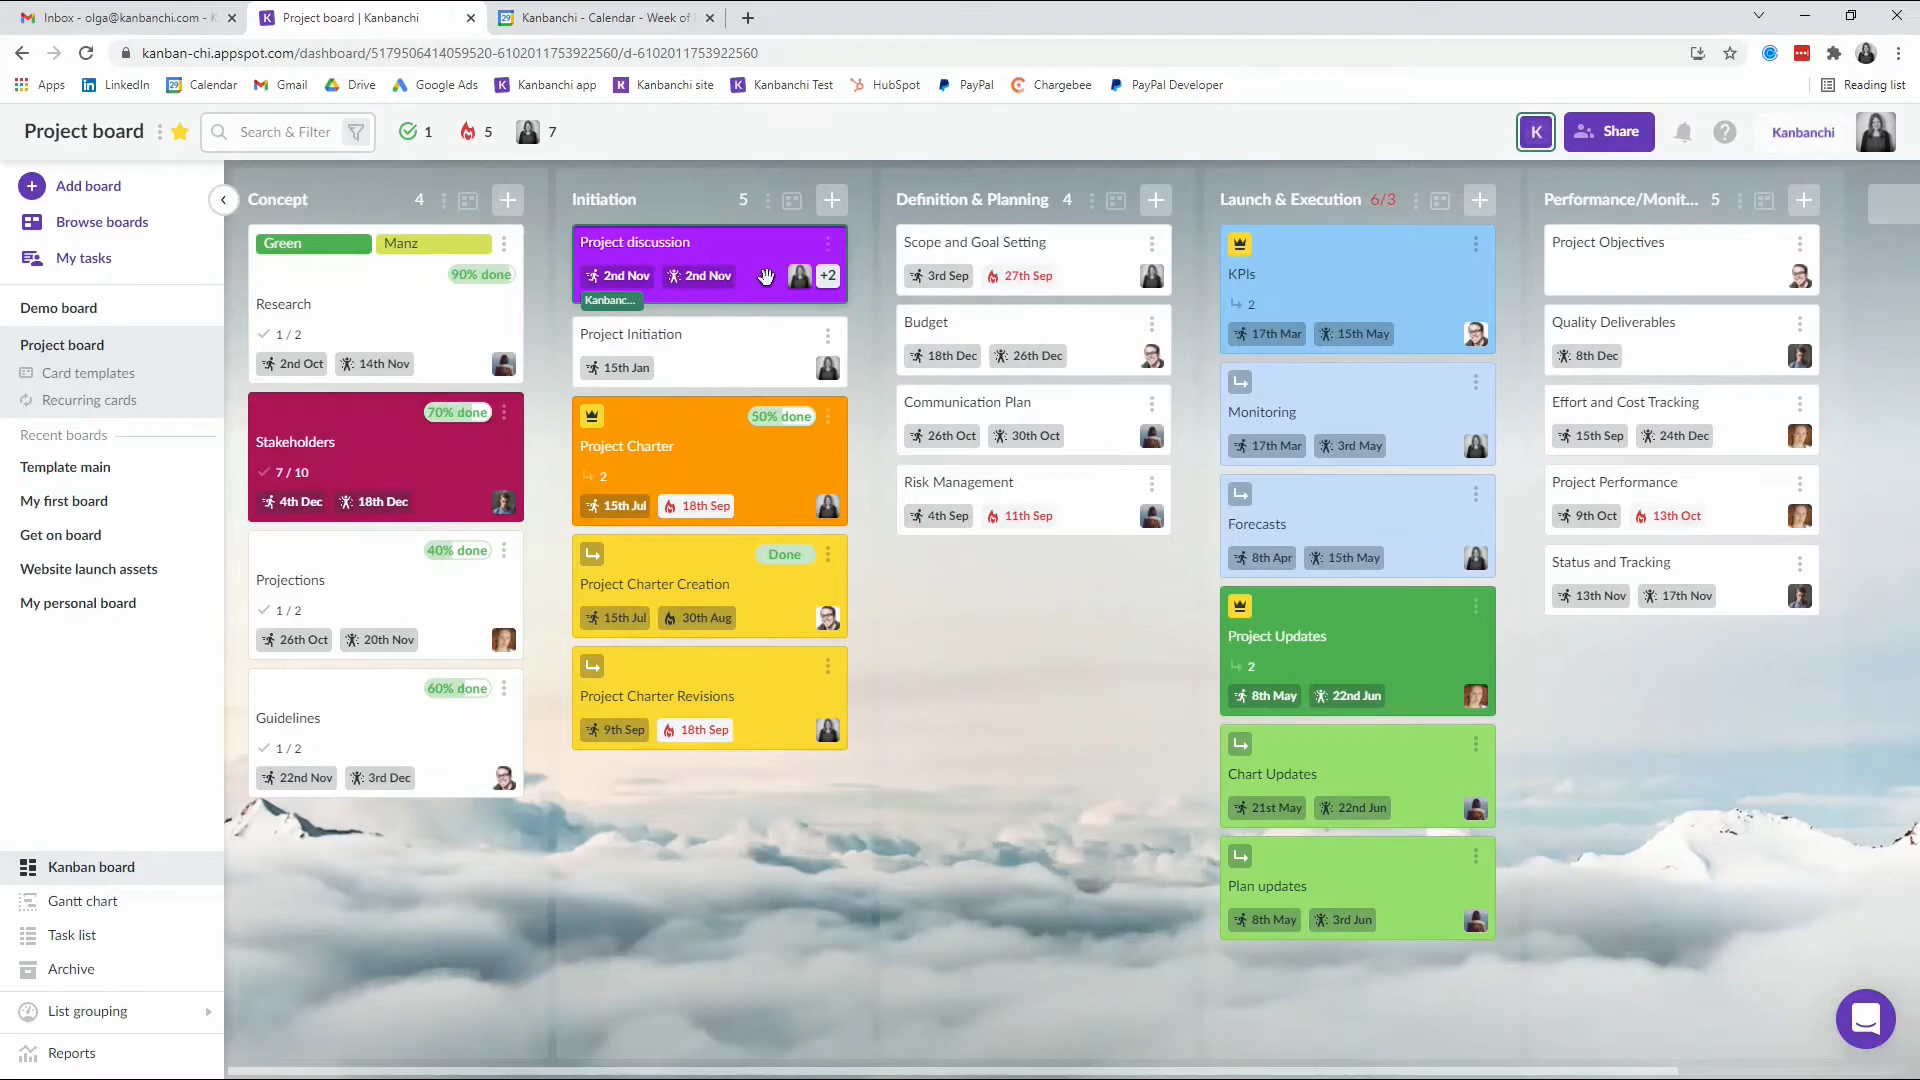 Inbox - olga@kanbanchi.com - K
Project board | Kanbanchi
Kanbanchi - Calendar - Week of
kanban-chi.appspot.com/dashboard/5179506414059520-6102011753922560/d-6102011753922560
Apps
LinkedIn
Calendar
Gmail
Drive
Google Ads
Kanbanchi app
Kanbanchi site
Kanbanchi Test
HubSpot
PayPal
Chargebee
PayPal Developer
Reading list
Project board
Search & Filter
1
5
7
K
Share
Kanbanchi
Add board
Browse boards
My tasks
Demo board
Project board
Card templates
Recurring cards
Recent boards
Template main
My first board
Get on board
Website launch assets
My personal board
Kanban board
Gantt chart
Task list
Archive
List grouping
Reports
Concept 4
Green
Manz
90% done
Research
1 / 2
2nd Oct
14th Nov
70% done
Stakeholders
7 / 10
4th Dec
18th Dec
40% done
Projections
1 / 2
26th Oct
20th Nov
60% done
Guidelines
1 / 2
22nd Nov
3rd Dec
Initiation 5
Project discussion
2nd Nov
2nd Nov
+2
Kanbanc...
Project Initiation
15th Jan
50% done
Project Charter
2
15th Jul
18th Sep
Done
Project Charter Creation
15th Jul
30th Aug
Project Charter Revisions
9th Sep
18th Sep
Definition & Planning 4
Scope and Goal Setting
3rd Sep
27th Sep
Budget
18th Dec
26th Dec
Communication Plan
26th Oct
30th Oct
Risk Management
4th Sep
11th Sep
Launch & Execution 6/3
KPIs
2
17th Mar
15th May
Monitoring
17th Mar
3rd May
Forecasts
8th Apr
15th May
Project Updates
2
8th May
22nd Jun
Chart Updates
21st May
22nd Jun
Plan updates
8th May
3rd Jun
Performance/Monit... 5
Project Objectives
Quality Deliverables
8th Dec
Effort and Cost Tracking
15th Sep
24th Dec
Project Performance
9th Oct
13th Oct
Status and Tracking
13th Nov
17th Nov